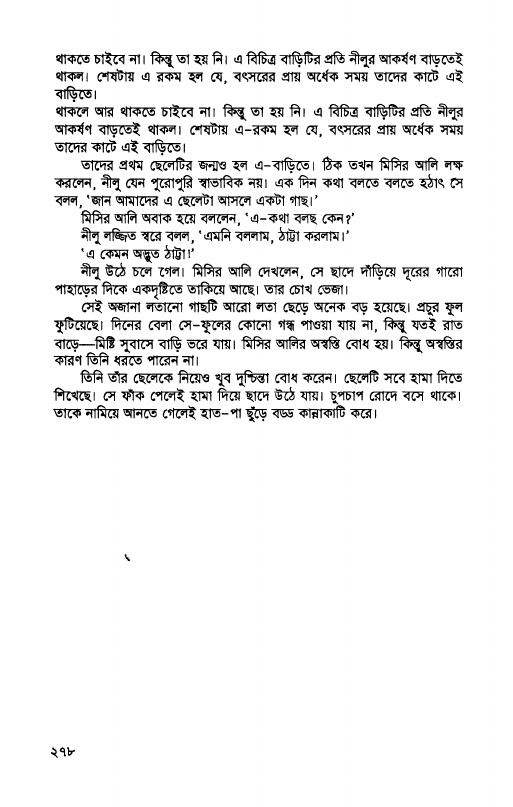 থাকতে চাইবে না। কিন্তু তা হয় নি। এ বিচিত্র বাড়িটির প্রতি নীলুর আকর্ষণ বাড়তেই
থাকল। শেষটায় এ রকম হল যে, বৎসরের প্রায় অর্ধেক সময় তাদের কাটে এই
বাড়িতে।
থাকলে আর থাকতে চাইবে না। কিন্তু তা হয় নি। এ বিচিত্র বাড়িটির প্রতি নীলুর
আকর্ষণ বাড়তেই থাকল। শেষটায় এ-রকম হল যে, বৎসরের প্রায় অর্ধেক সময়
তাদের কাটে এই বাড়িতে।
তাদের প্রথম ছেলেটির জন্মও হল এ-বাড়িতে। ঠিক তখন মিসির আলি লক্ষ
করলেন, নীলু যেন পুরোপুরি স্বাভাবিক নয়। এক দিন কথা বলতে বলতে হঠাৎ সে
বলল, ‘জান আমাদের এ ছেলেটা আসলে একটা গাছ।’
মিসির আলি অবাক হয়ে বললেন, ‘এ-কথা বলছ কেন?’
নীলু লজ্জিত স্বরে বলল, ‘এমনি বললাম, ঠাট্টা করলাম।’
‘এ কেমন অদ্ভুত ঠাট্টা!’
নীলু উঠে চলে গেল। মিসির আলি দেখলেন, সে ছাদে দাঁড়িয়ে দূরের গারো
পাহাড়ের দিকে একদৃষ্টিতে তাকিয়ে আছে। তার চোখ ভেজা।
সেই অজানা লতানো গাছটি আরো লতা ছেড়ে অনেক বড় হয়েছে। প্রচুর ফুল
ফুটিয়েছে। দিনের বেলা সে-ফুলের কোনো গন্ধ পাওয়া যায় না, কিন্তু যতই রাত
বাড়ে—মিষ্টি সুবাসে বাড়ি ভরে যায়। মিসির আলির অস্বস্তি বোধ হয়। কিন্তু অস্বস্তির
কারণ তিনি ধরতে পারেন না।
তিনি তাঁর ছেলেকে নিয়েও খুব দুশ্চিন্তা বোধ করেন। ছেলেটি সবে হামা দিতে
শিখেছে। সে ফাঁক পেলেই হামা দিয়ে ছাদে উঠে যায়। চুপচাপ রোদে বসে থাকে।
তাকে নামিয়ে আনতে গেলেই হাত-পা ছুঁড়ে বড্ড কান্নাকাটি করে।
২৭৮